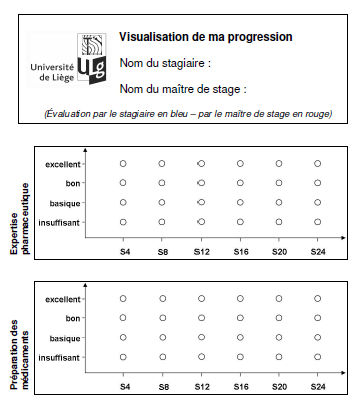 Université
de Liège
ULg
Visualisation de ma progression
Nom du stagiaire :
Nom du maître de stage :
(Évaluation par le stagiaire en bleu – par le maître de stage en rouge)
Expertise
pharmaceutique
excellent
bon
basique
insuffisant
S4 S8 S12 S16 S20 S24
Préparation des
médicaments
excellent
bon
basique
insuffisant
S4 S8 S12 S16 S20 S24